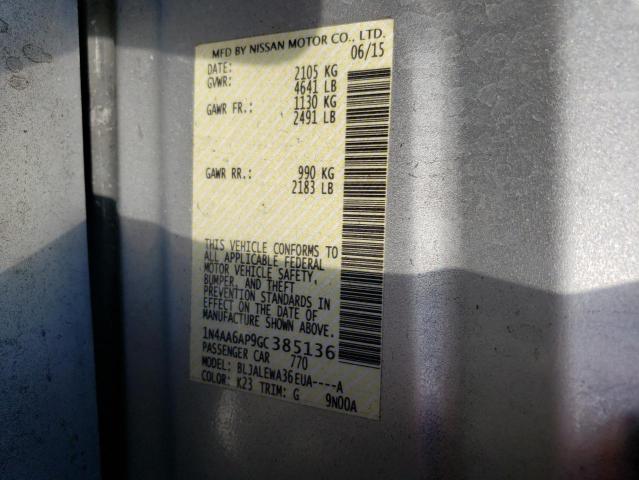 MFD BY NISSAN MOTOR CO., LTD.
DATE: 06/15
GVWR: 2105 KG
4641 LB
GAWR FR.: 1130 KG
2491 LB
GAWR RR.: 990 KG
2183 LB
THIS VEHICLE CONFORMS TO
ALL APPLICABLE FEDERAL
MOTOR VEHICLE SAFETY,
BUMPER, AND THEFT
PREVENTION STANDARDS IN
EFFECT ON THE DATE OF
MANUFACTURE SHOWN ABOVE.
1N4AA6AP9GC385136
PASSENGER CAR 770
MODEL: BLJALEWA36EUA----A
COLOR: K23 TRIM: G 9N00A